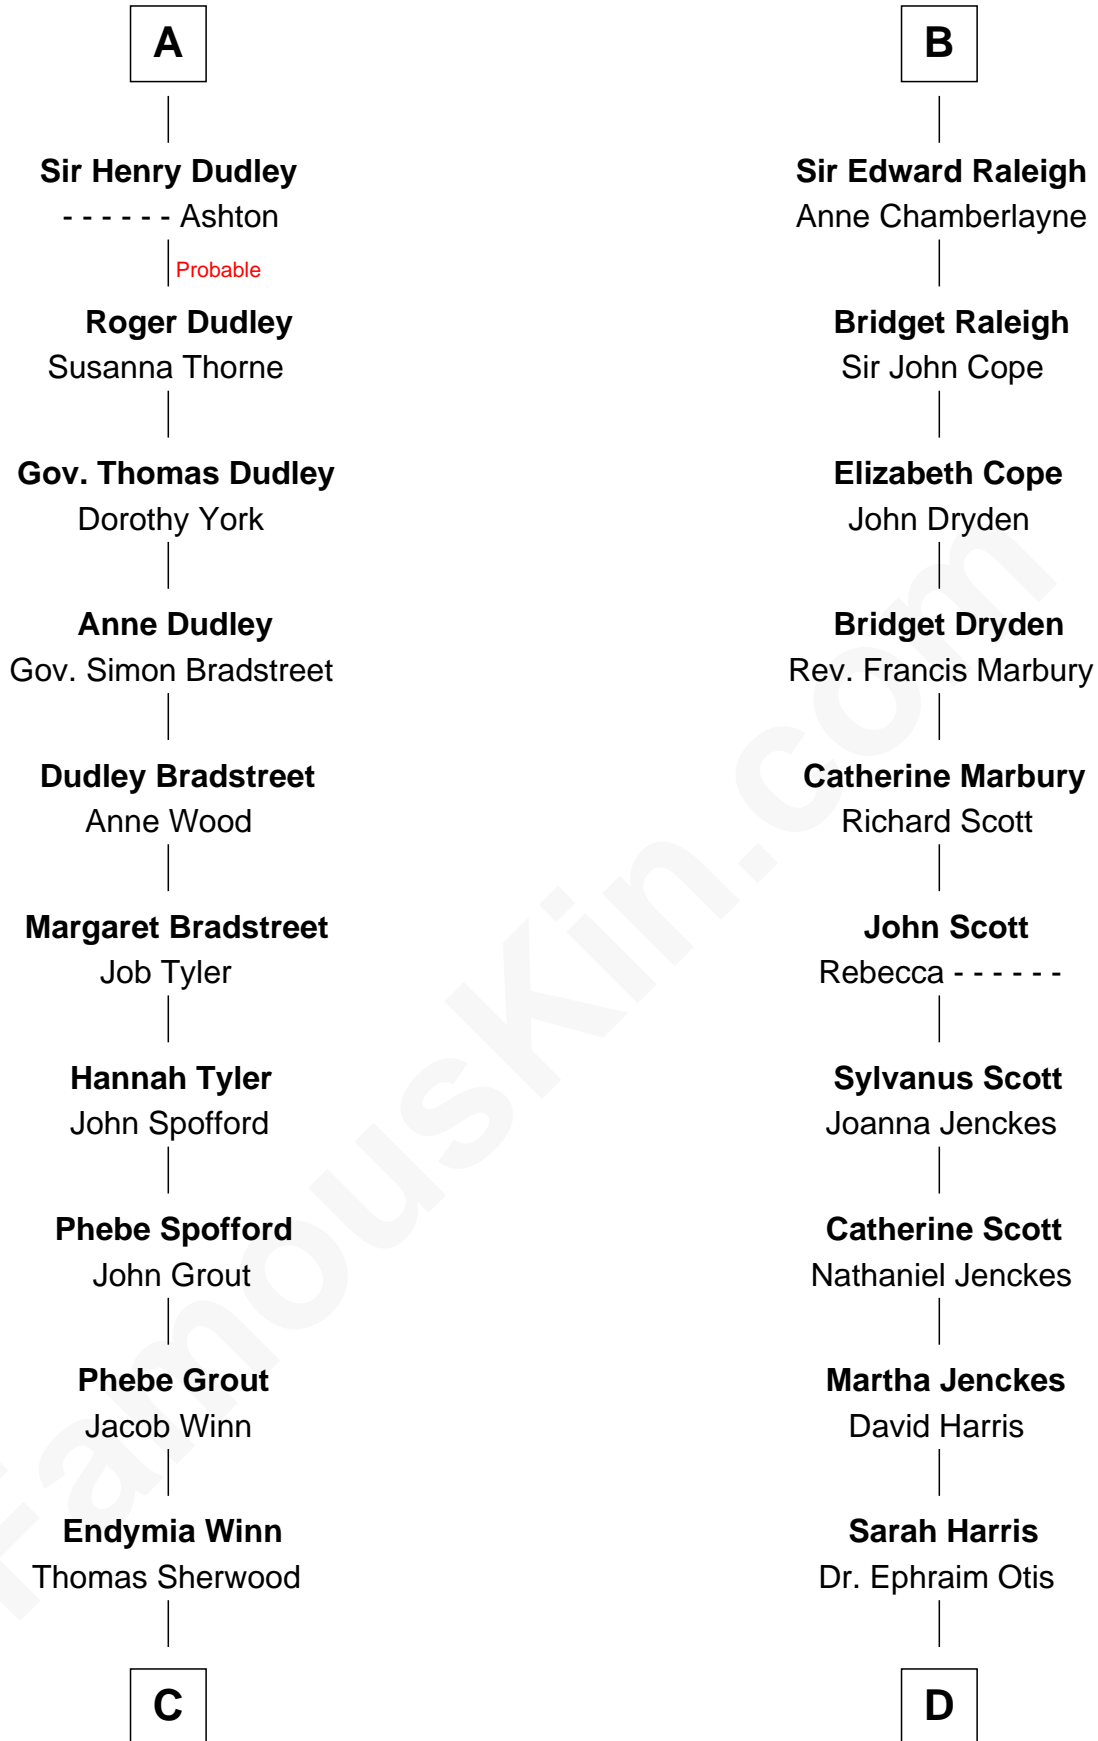 A
Sir Henry Dudley
- - - - - - Ashton
Probable
Roger Dudley
Susanna Thorne
Gov. Thomas Dudley
Dorothy York
Anne Dudley
Gov. Simon Bradstreet
Dudley Bradstreet
Anne Wood
Margaret Bradstreet
Job Tyler
Hannah Tyler
John Spofford
Phebe Spofford
John Grout
Phebe Grout
Jacob Winn
Endymia Winn
Thomas Sherwood
C
B
Sir Edward Raleigh
Anne Chamberlayne
Bridget Raleigh
Sir John Cope
Elizabeth Cope
John Dryden
Bridget Dryden
Rev. Francis Marbury
Catherine Marbury
Richard Scott
John Scott
Rebecca - - - - - -
Sylvanus Scott
Joanna Jenckes
Catherine Scott
Nathaniel Jenckes
Martha Jenckes
David Harris
Sarah Harris
Dr. Ephraim Otis
D
FamousKin.com